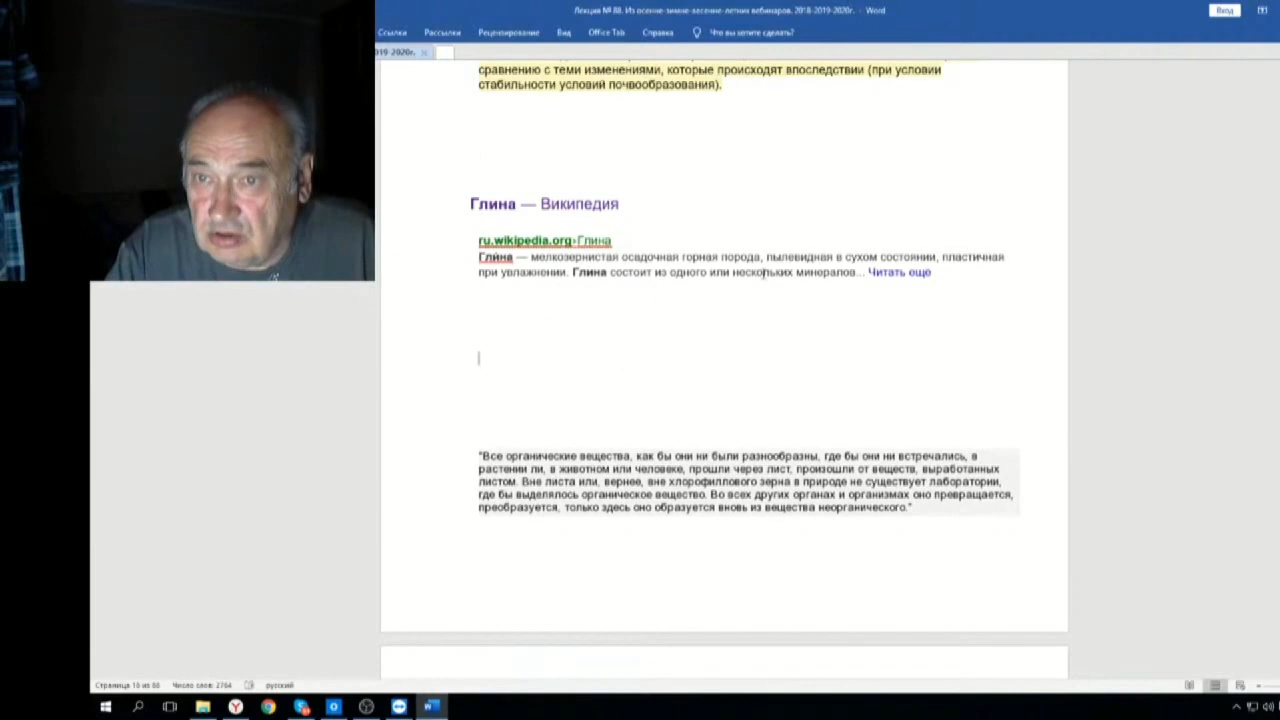 Лекция № 88. Из осенне-зимне-весенне-летних вебинаров. 2018-2019-2020г. - Word
Вход
Ссылки Рассылки Рецензирование Вид Office Tab Справка Что вы хотите сделать?
019-2020г.
сравнению с теми изменениями, которые происходят впоследствии (при условии
стабильности условий почвообразования).
Глина — Википедия
ru.wikipedia.org›Глина
Гли́на — мелкозернистая осадочная горная порода, пылевидная в сухом состоянии, пластичная
при увлажнении. Глина состоит из одного или нескольких минералов... Читать ещё
"Все органические вещества, как бы они ни были разнообразны, где бы они ни встречались, в
растении ли, в животном или человеке, прошли через лист, произошли от веществ, выработанных
листом. Вне листа или, вернее, вне хлорофиллового зерна в природе не существует лаборатории,
где бы выделялось органическое вещество. Во всех других органах и организмах оно превращается,
преобразуется, только здесь оно образуется вновь из вещества неорганического."
Число слов: 2764 русский